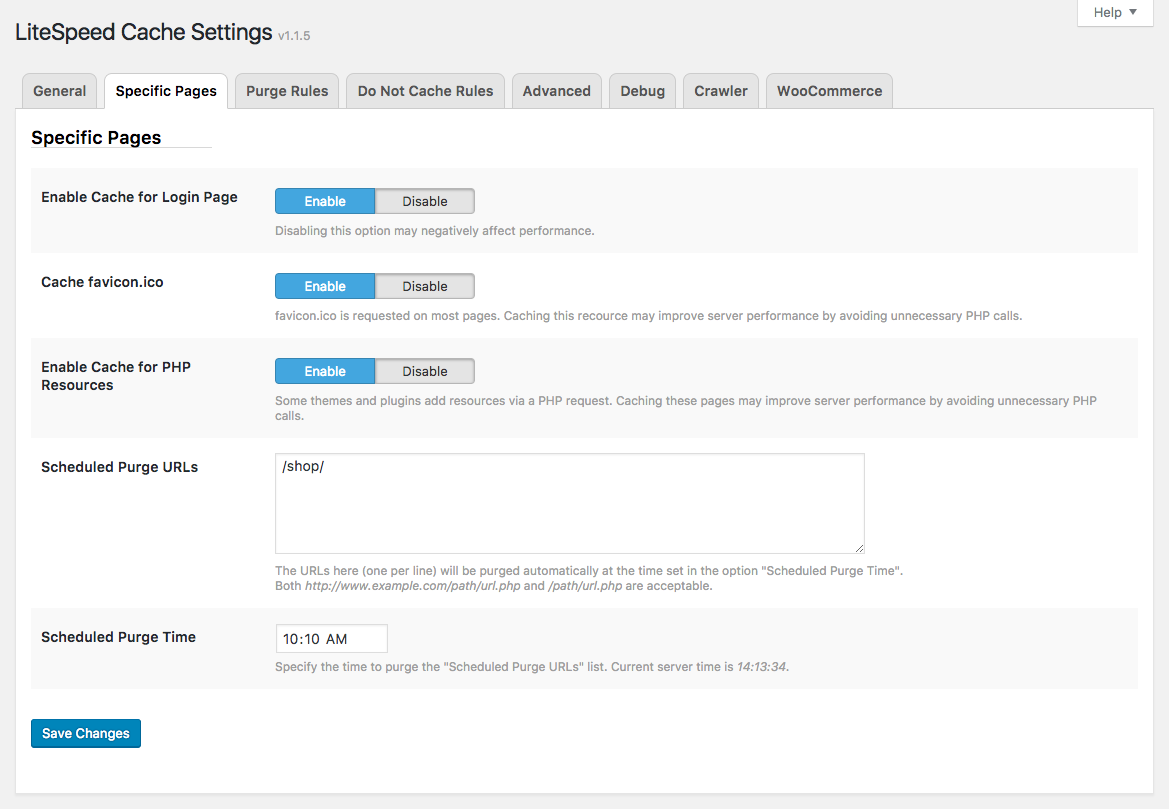 Help ▼
LiteSpeed Cache Settings v1.1.5
General Specific Pages Purge Rules Do Not Cache Rules Advanced Debug Crawler WooCommerce
Specific Pages
Enable Cache for Login Page
Enable Disable
Disabling this option may negatively affect performance.
Cache favicon.ico
Enable Disable
favicon.ico is requested on most pages. Caching this recource may improve server performance by avoiding unnecessary PHP calls.
Enable Cache for PHP
Resources
Enable Disable
Some themes and plugins add resources via a PHP request. Caching these pages may improve server performance by avoiding unnecessary PHP
calls.
Scheduled Purge URLs
/shop/
The URLs here (one per line) will be purged automatically at the time set in the option "Scheduled Purge Time".
Both http://www.example.com/path/url.php and /path/url.php are acceptable.
Scheduled Purge Time
10:10 AM
Specify the time to purge the "Scheduled Purge URLs" list. Current server time is 14:13:34.
Save Changes